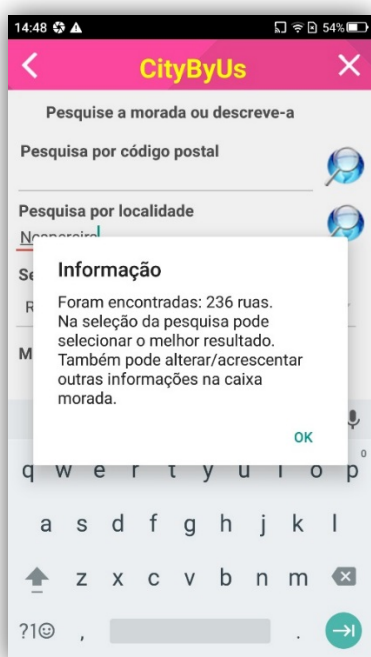 14:48 54%
CityByUs
Pesquise a morada ou descreve-a
Pesquisa por código postal
Pesquisa por localidade
Informação
Foram encontradas: 236 ruas.
Na seleção da pesquisa pode
selecionar o melhor resultado.
Também pode alterar/acrescentar
outras informações na caixa
morada.
OK
0
q w e r t y u i o p
a s d f g h j k l
z x c v b n m
?1 , .